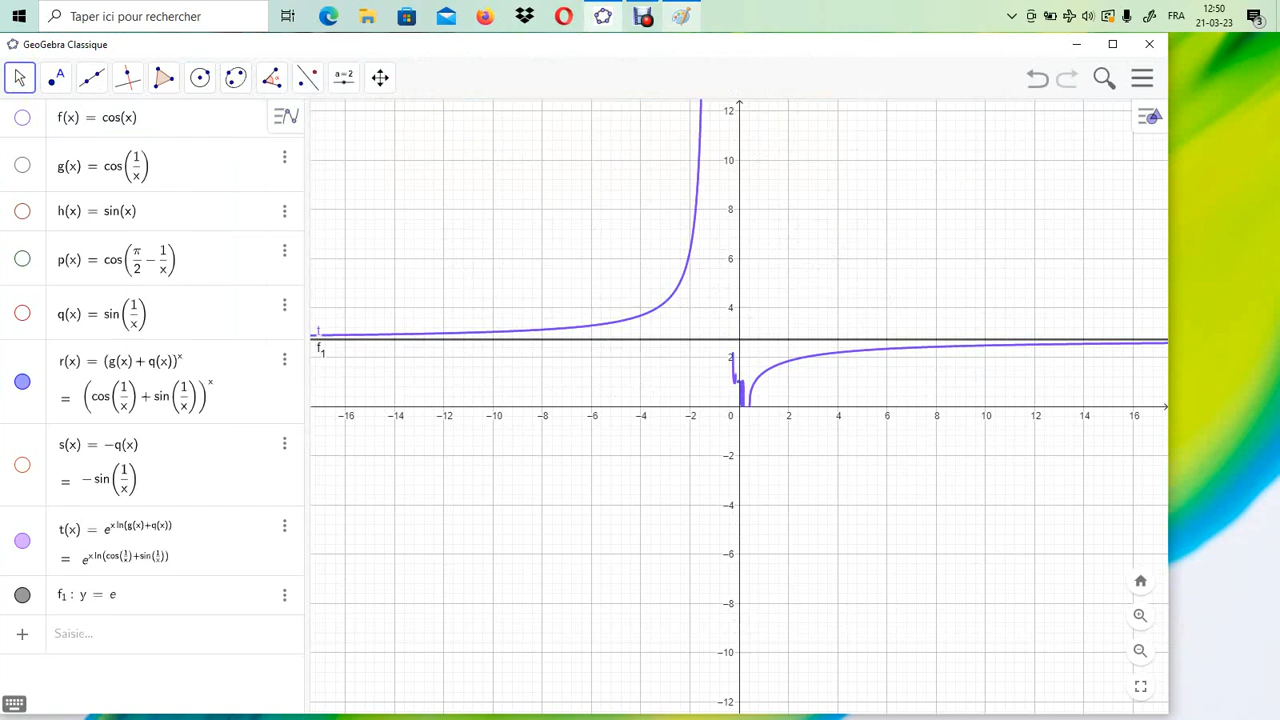 Taper ici pour rechercher
FRA
12:50
21-03-23
3
GeoGebra Classique
A
α
a=2
f(x) = cos(x)
g(x) = cos(1/x)
h(x) = sin(x)
p(x) = cos(π/2 − 1/x)
q(x) = sin(1/x)
r(x) = (g(x) + q(x))ˣ
= (cos(1/x) + sin(1/x))ˣ
s(x) = −q(x)
= −sin(1/x)
t(x) = e^(x ln(g(x)+q(x)))
= e^(x ln(cos(1/x)+sin(1/x)))
f₁ : y = e
Saisie...
12
10
8
6
4
t
f₁
2
−16 −14 −12 −10 −8 −6 −4 −2 0 2 4 6 8 10 12 14 16
−2
−4
−6
−8
−10
−12